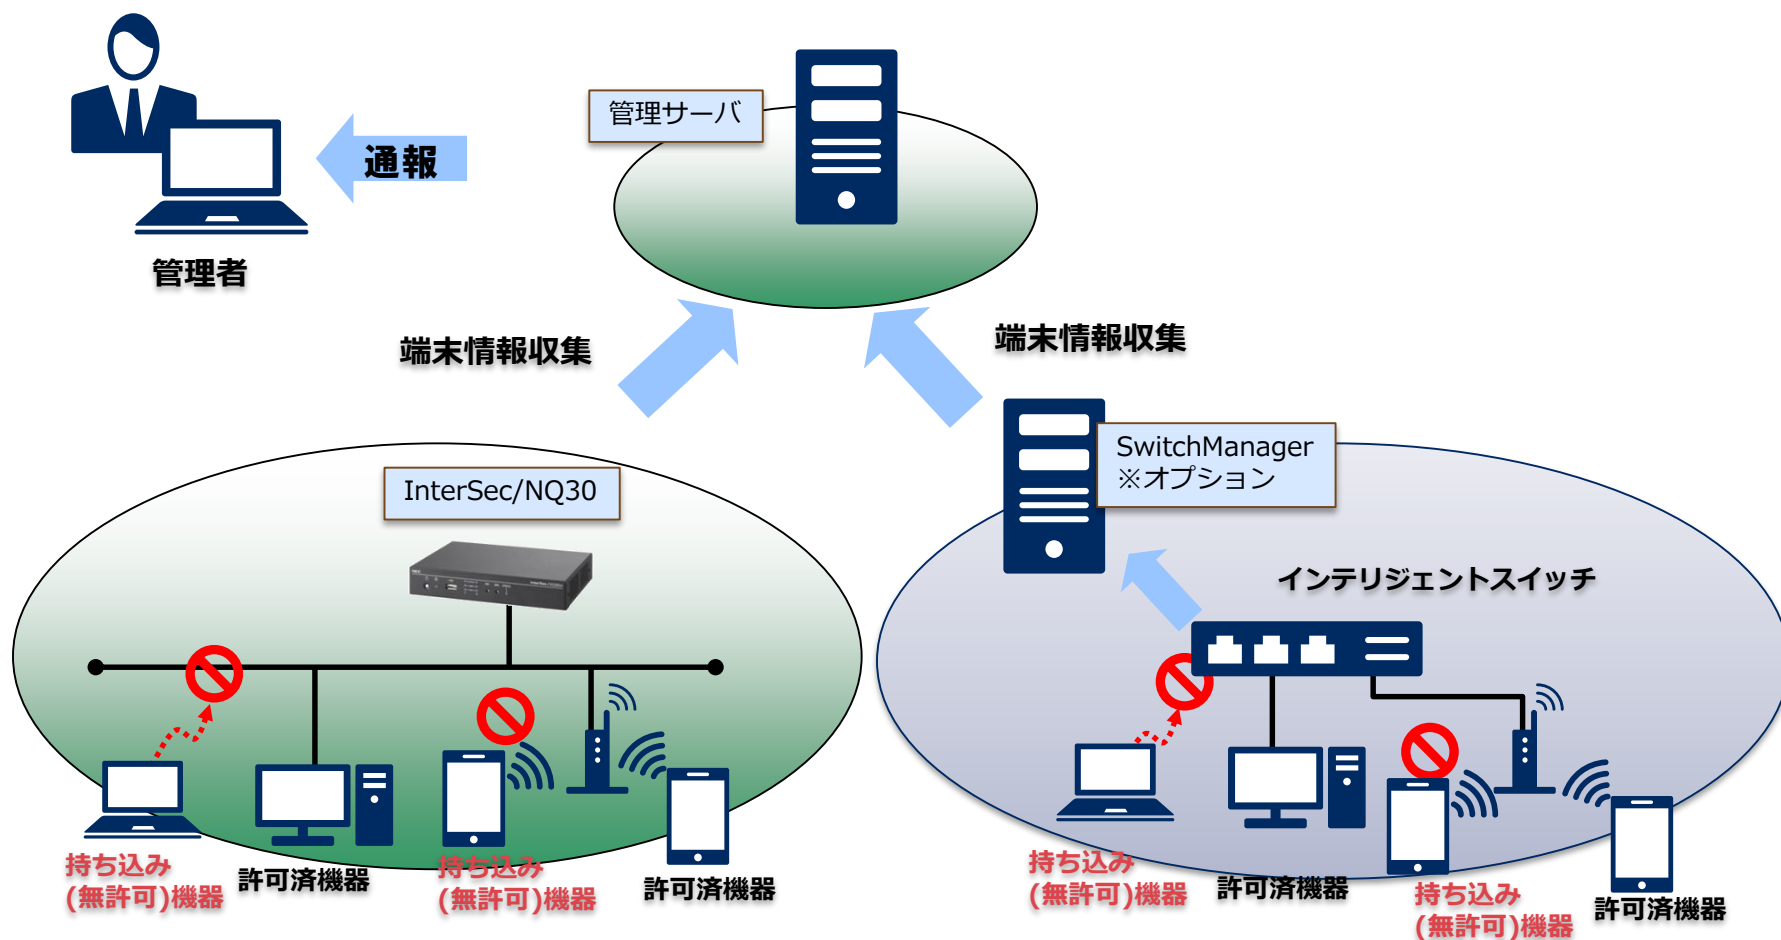 管理サーバ
通報
管理者
端末情報収集
端末情報収集
SwitchManager
※オプション
InterSec/NQ30
インテリジェントスイッチ
持ち込み
(無許可)機器
許可済機器
持ち込み
(無許可)機器
許可済機器
持ち込み
(無許可)機器
許可済機器
持ち込み
(無許可)機器
許可済機器